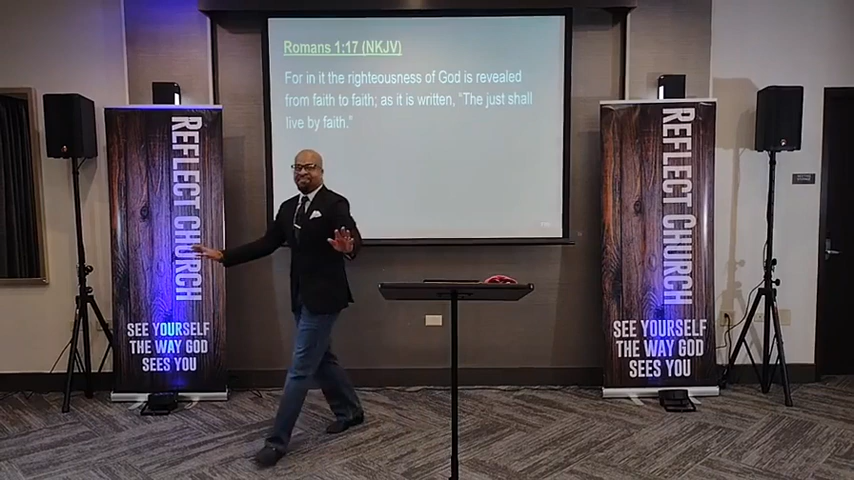 Romans 1:17 (NKJV)
For in it the righteousness of God is revealed
from faith to faith; as it is written, "The just shall
live by faith."
REFLECT CHURCH
SEE YOURSELF
THE WAY GOD
SEES YOU
REFLECT CHURCH
SEE YOURSELF
THE WAY GOD
SEES YOU